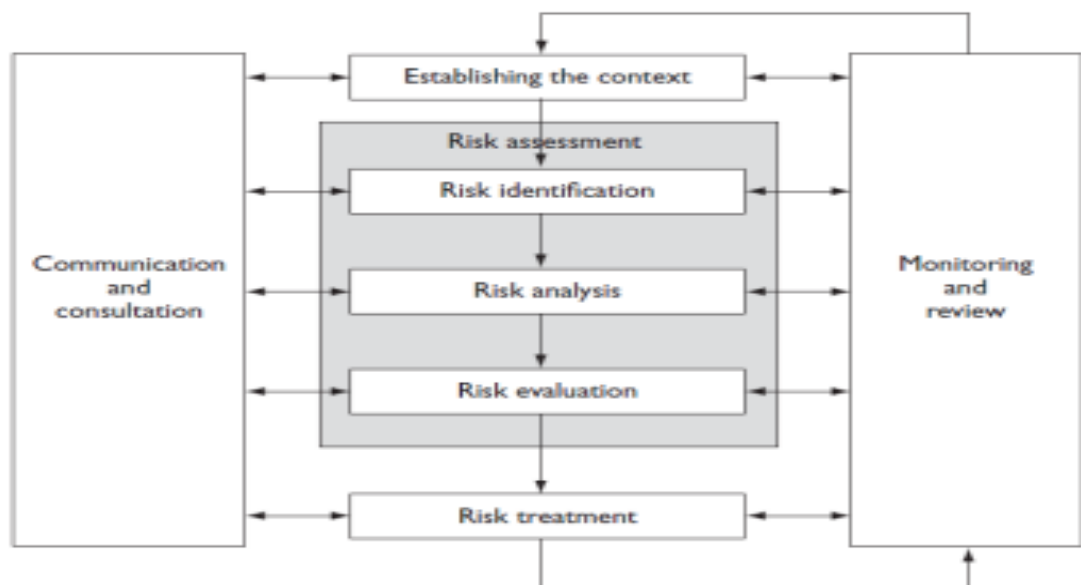 Establishing the context
Risk assessment
Risk identification
Communication
and
consultation
Risk analysis
Monitoring
and
review
Risk evaluation
Risk treatment